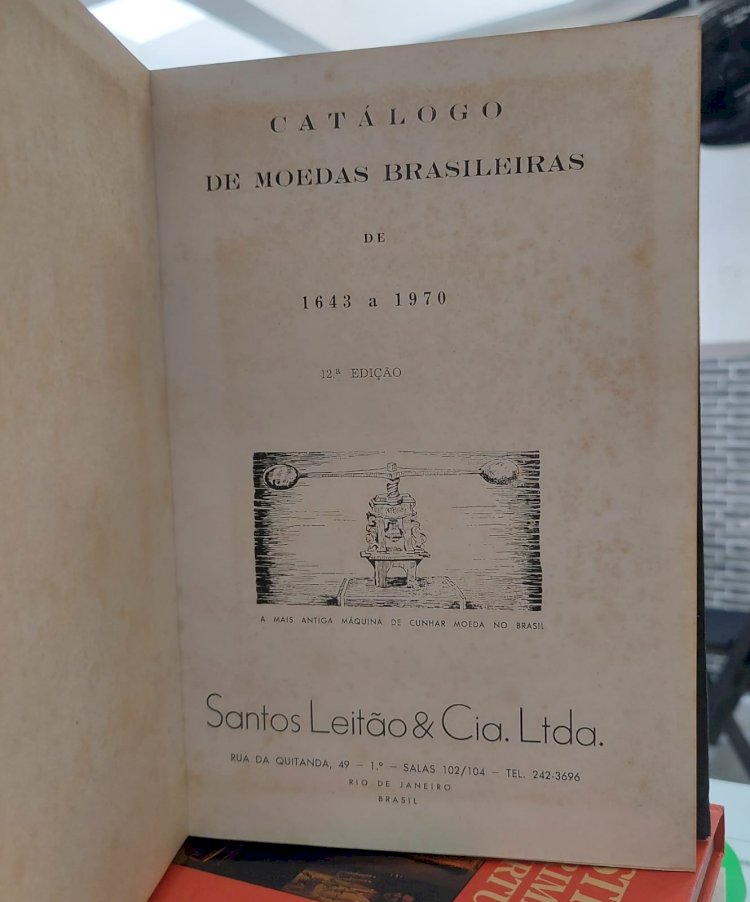 CATÁLOGO
DE MOEDAS BRASILEIRAS
DE
1643 a 1970
12.ª EDIÇÃO
A MAIS ANTIGA MÁQUINA DE CUNHAR MOEDA NO BRASIL
Santos Leitão & Cia. Ltda.
RUA DA QUITANDA, 49 — 1.º — SALAS 102/104 — TEL. 242-3696
RIO DE JANEIRO
BRASIL